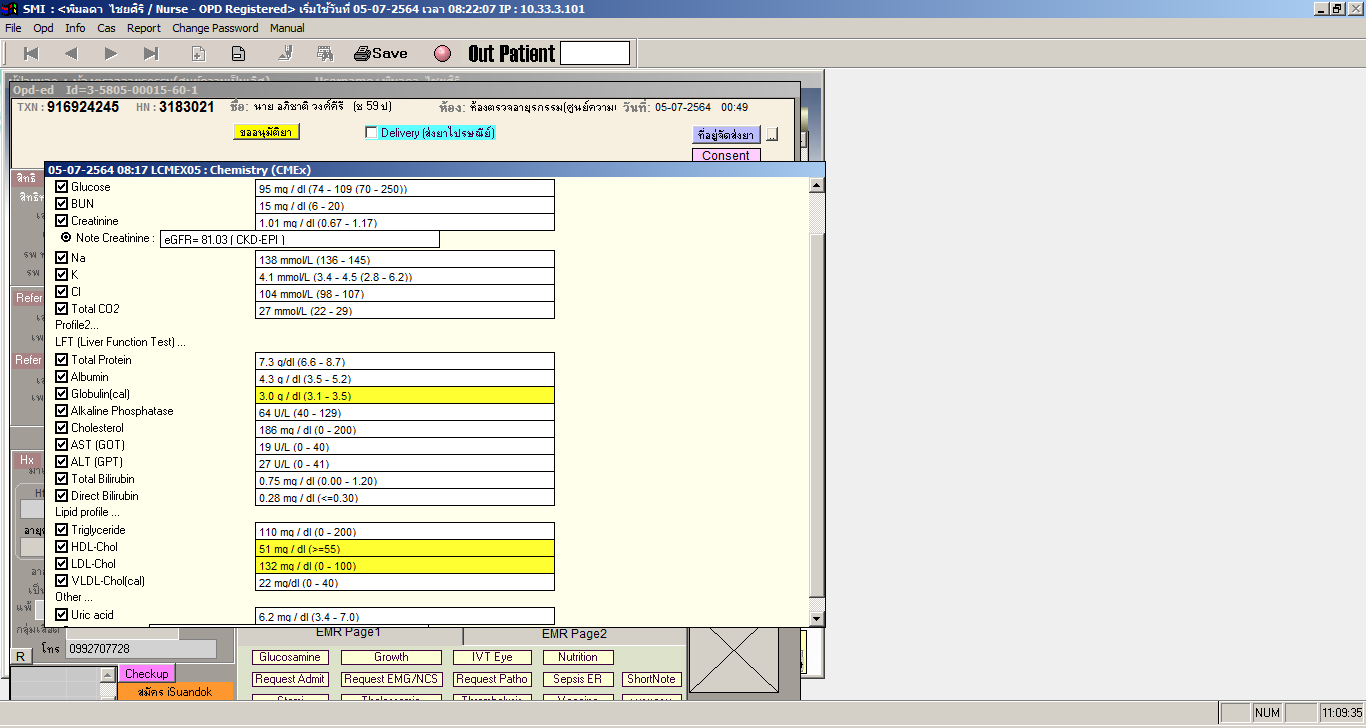 SMI : <พิมลดา ไชยศิริ / Nurse - OPD Registered> เริ่มใช้วันที่ 05-07-2564 เวลา 08:22:07 IP : 10.33.3.101
File Opd Info Cas Report Change Password Manual
Save Out Patient
Opd-ed Id=3-5805-00015-60-1
TXN : 916924245 HN : 3183021 ชื่อ: นาย อภิชาติ วงศ์คีรี (ช 59 ป) ห้อง: ห้องตรวจอายุรกรรม(ศูนย์ความ วันที่: 05-07-2564 00:49
ขออนุมัติยา Delivery (ส่งยาไปรษณีย์) ที่อยู่จัดส่งยา ...
Consent
05-07-2564 08:17 LCMEX05 : Chemistry (CMEx)
สิทธิ Glucose 95 mg / dl (74 - 109 (70 - 250))
BUN 15 mg / dl (6 - 20)
Creatinine 1.01 mg / dl (0.67 - 1.17)
Note Creatinine : eGFR= 81.03 ( CKD-EPI )
Na 138 mmol/L (136 - 145)
K 4.1 mmol/L (3.4 - 4.5 (2.8 - 6.2))
Cl 104 mmol/L (98 - 107)
Total CO2 27 mmol/L (22 - 29)
Profile2...
LFT (Liver Function Test) ...
Refer
Refer
Total Protein 7.3 g/dl (6.6 - 8.7)
Albumin 4.3 g / dl (3.5 - 5.2)
Globulin(cal) 3.0 g / dl (3.1 - 3.5)
Alkaline Phosphatase 64 U/L (40 - 129)
Cholesterol 186 mg / dl (0 - 200)
AST (GOT) 19 U/L (0 - 40)
Hx ALT (GPT) 27 U/L (0 - 41)
Total Bilirubin 0.75 mg / dl (0.00 - 1.20)
Direct Bilirubin 0.28 mg / dl (<=0.30)
Lipid profile ...
Triglyceride 110 mg / dl (0 - 200)
HDL-Chol 51 mg / dl (>=55)
LDL-Chol 132 mg / dl (0 - 100)
VLDL-Chol(cal) 22 mg/dl (0 - 40)
Other ...
Uric acid 6.2 mg / dl (3.4 - 7.0)
กลุ่มเลือด EMR Page1 EMR Page2
R โทร 0992707728
Glucosamine Growth IVT Eye Nutrition
Checkup Request Admit Request EMG/NCS Request Patho Sepsis ER ShortNote
สมัคร iSuandok
NUM 11:09:35